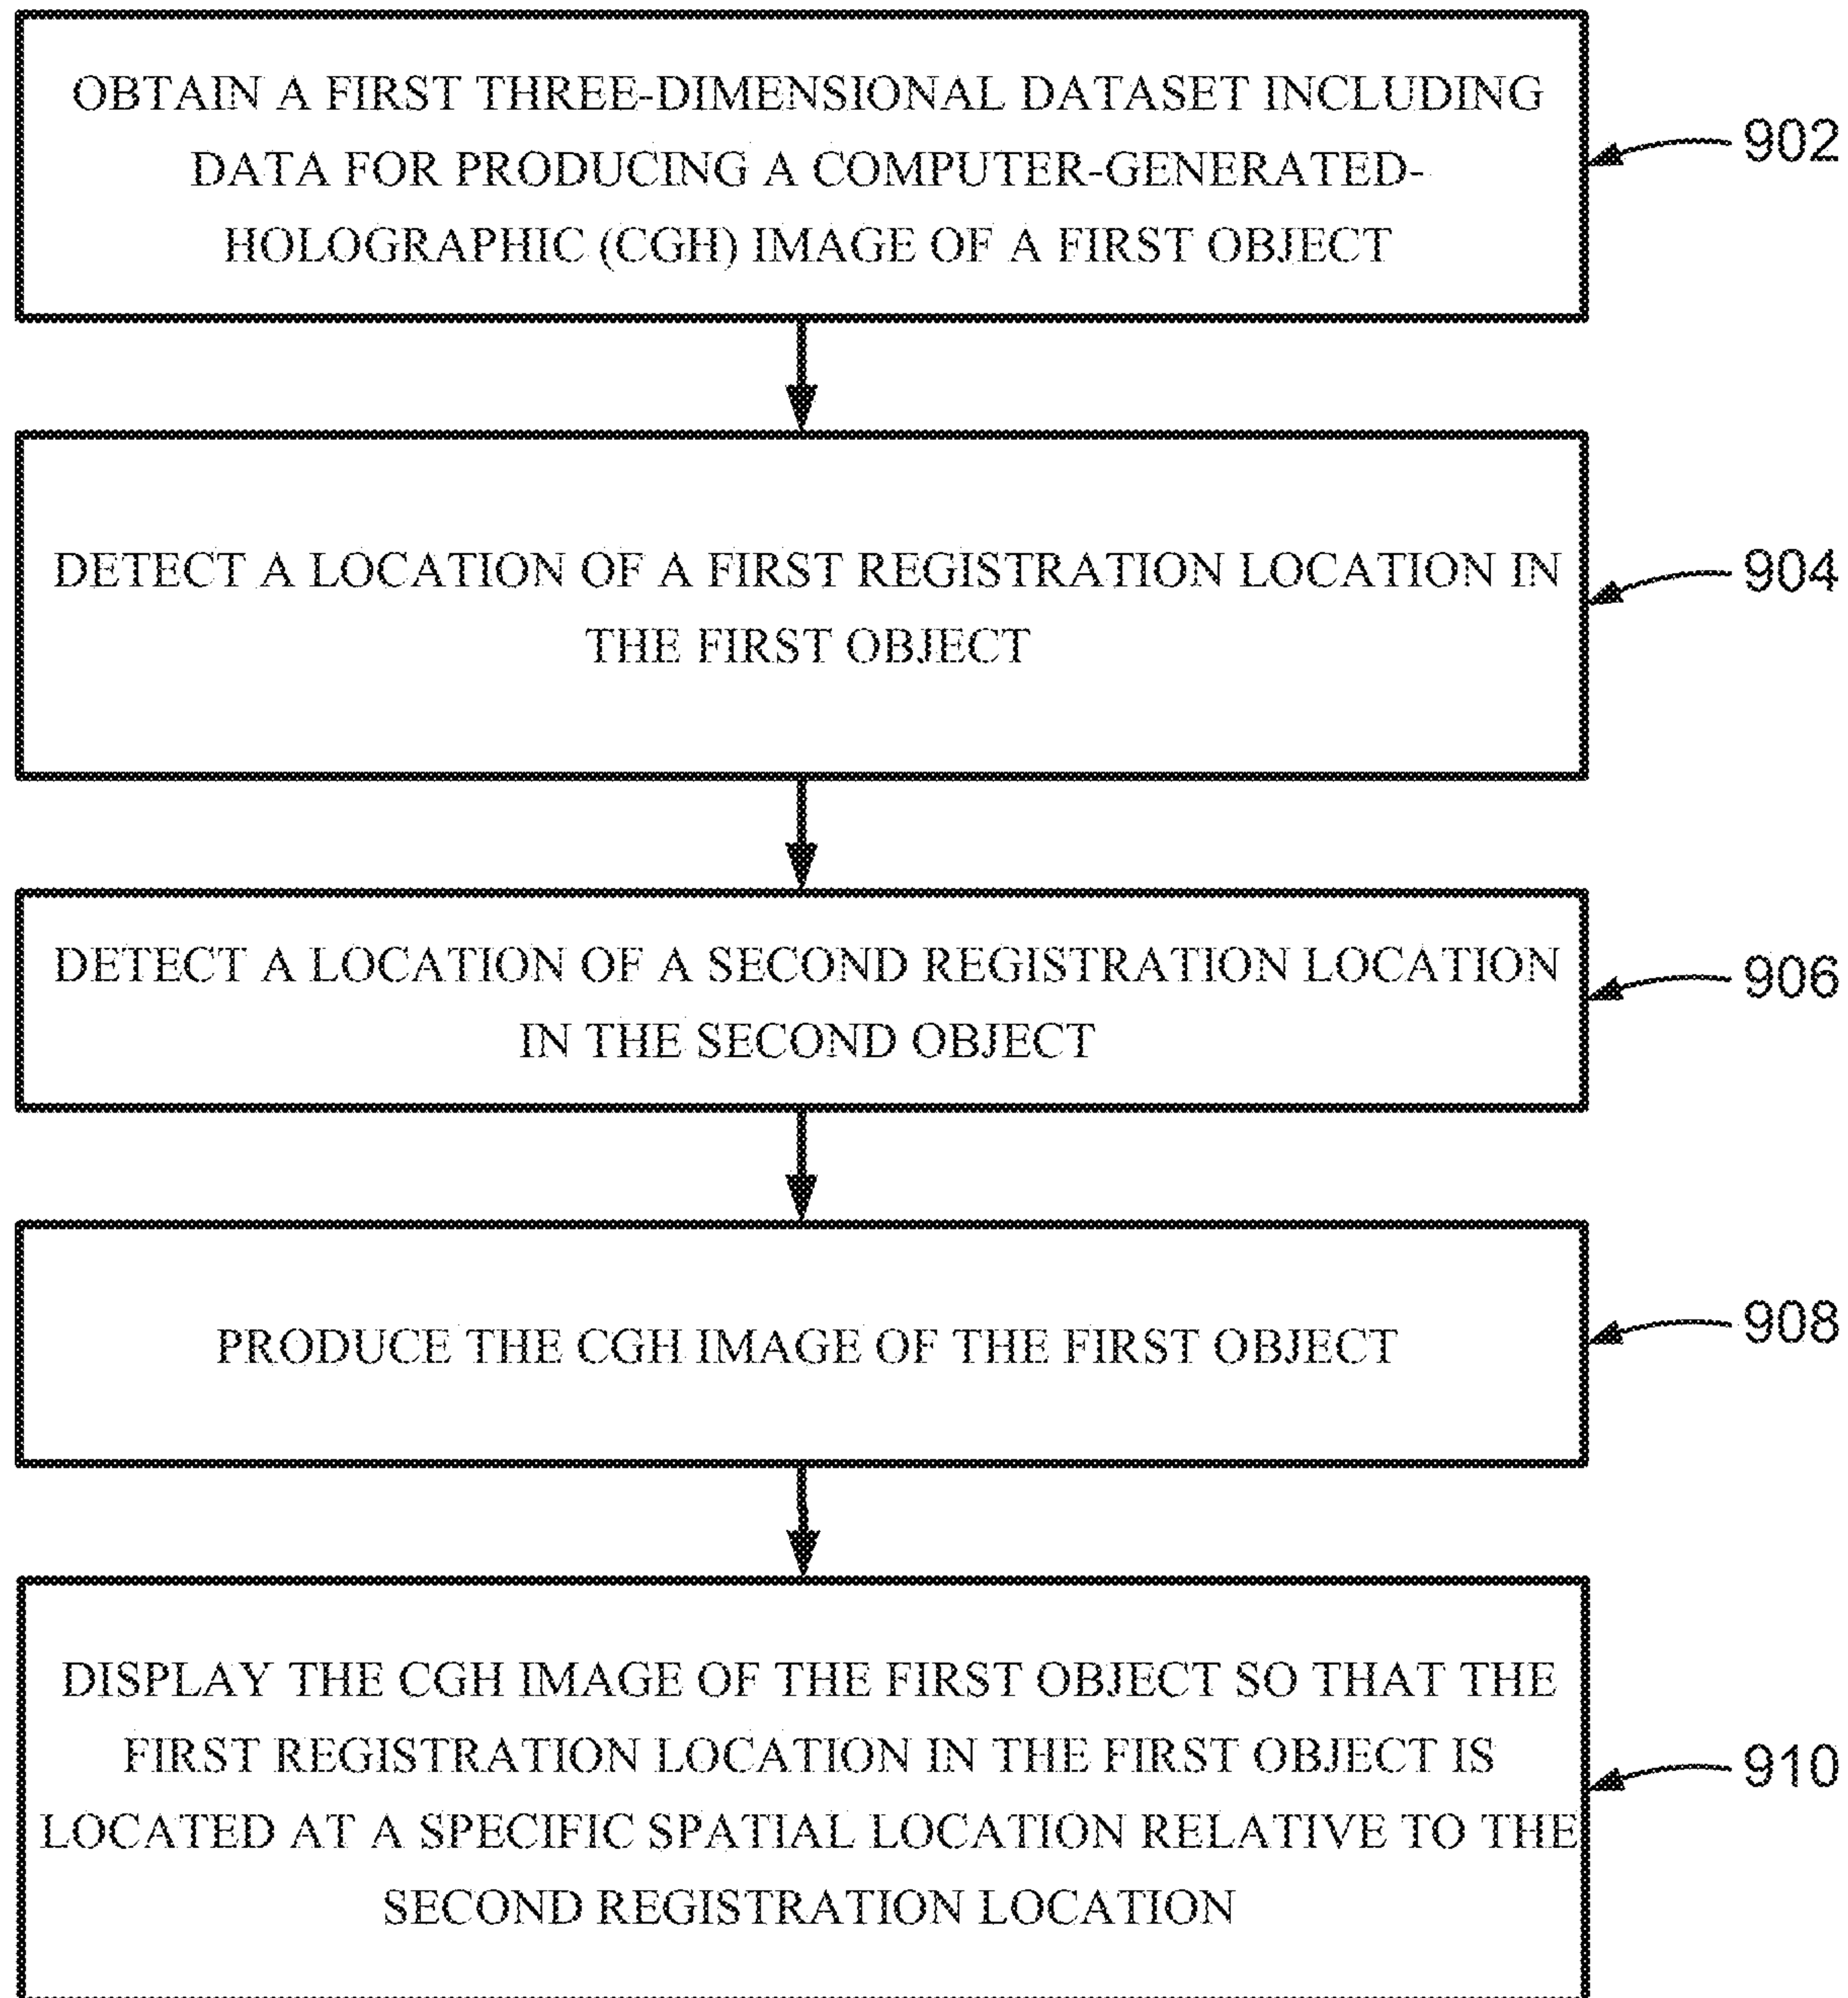 OBTAIN A FIRST THREE-DIMENSIONAL DATASET INCLUDING
DATA FOR PRODUCING A COMPUTER-GENERATED-
HOLOGRAPHIC (CGH) IMAGE OF A FIRST OBJECT
902
DETECT A LOCATION OF A FIRST REGISTRATION LOCATION IN
THE FIRST OBJECT
904
DETECT A LOCATION OF A SECOND REGISTRATION LOCATION
IN THE SECOND OBJECT
906
PRODUCE THE CGH IMAGE OF THE FIRST OBJECT
908
DISPLAY THE CGH IMAGE OF THE FIRST OBJECT SO THAT THE
FIRST REGISTRATION LOCATION IN THE FIRST OBJECT IS
LOCATED AT A SPECIFIC SPATIAL LOCATION RELATIVE TO THE
SECOND REGISTRATION LOCATION
910